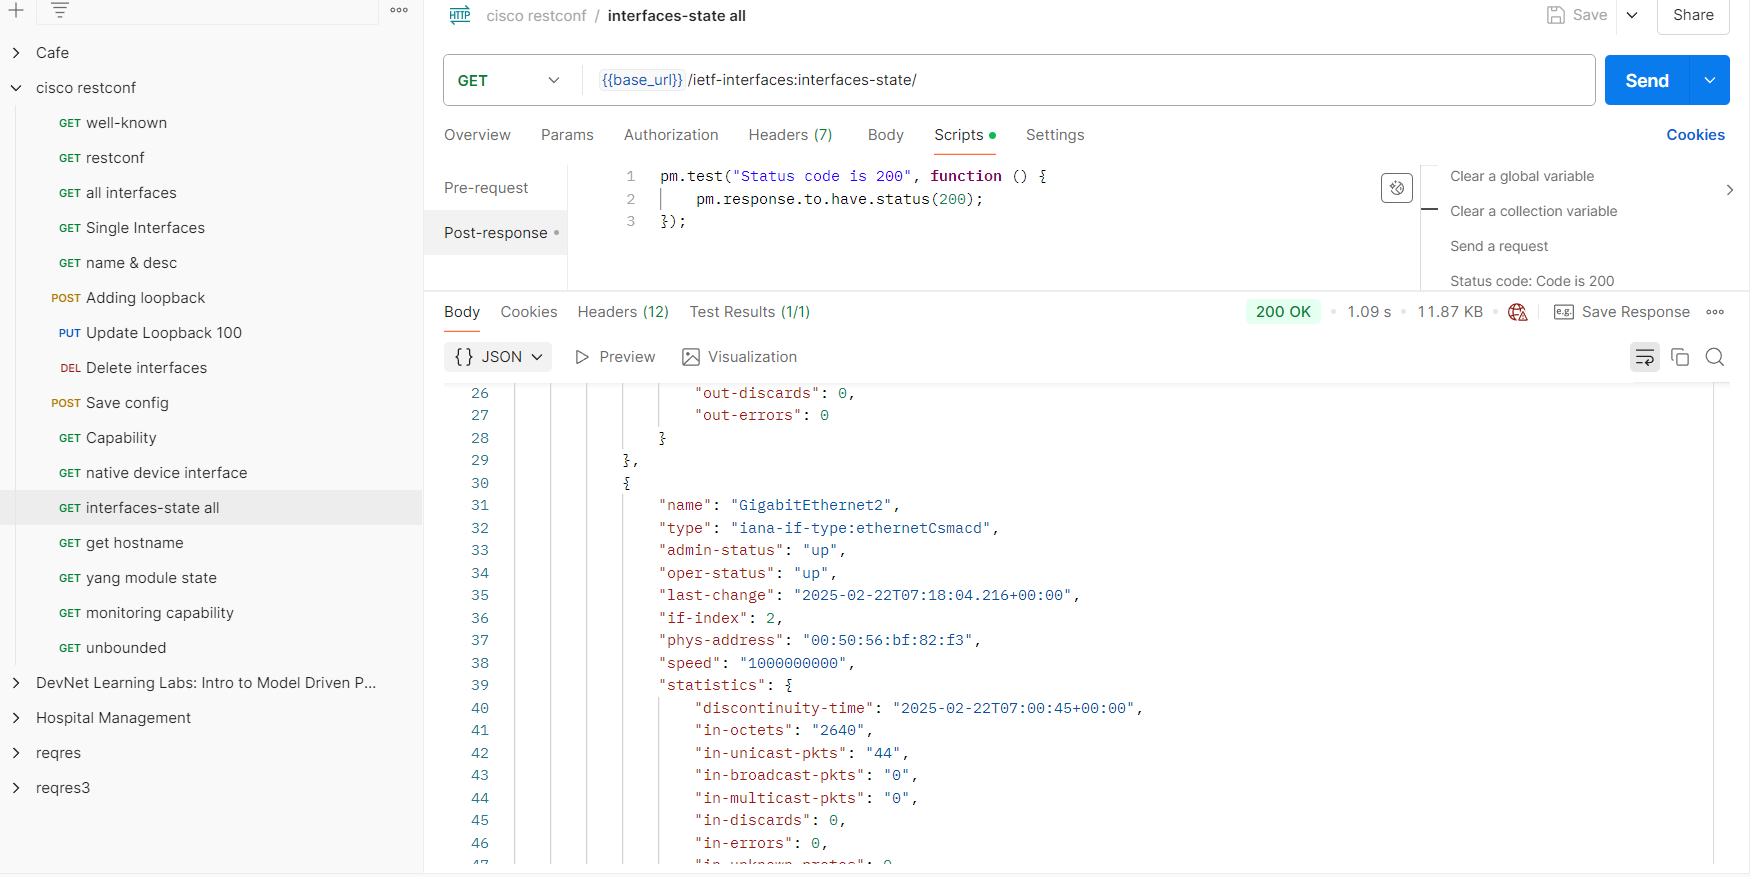 cisco restconf / interfaces-state all
Save
Share
Cafe
cisco restconf
GET well-known
GET restconf
GET all interfaces
GET Single Interfaces
GET name & desc
POST Adding loopback
PUT Update Loopback 100
DEL Delete interfaces
POST Save config
GET Capability
GET native device interface
GET interfaces-state all
GET get hostname
GET yang module state
GET monitoring capability
GET unbounded
DevNet Learning Labs: Intro to Model Driven P...
Hospital Management
reqres
reqres3
HTTP
GET {{base_url}} /ietf-interfaces:interfaces-state/
Send
Overview Params Authorization Headers (7) Body Scripts Settings Cookies
Pre-request
Post-response
1 pm.test("Status code is 200", function () {
2 pm.response.to.have.status(200);
3 });
Clear a global variable
Clear a collection variable
Send a request
Status code: Code is 200
Body Cookies Headers (12) Test Results (1/1) 200 OK 1.09 s 11.87 KB e.g. Save Response
{} JSON Preview Visualization
26 "out-discards": 0,
27 "out-errors": 0
28 }
29 },
30 {
31 "name": "GigabitEthernet2",
32 "type": "iana-if-type:ethernetCsmacd",
33 "admin-status": "up",
34 "oper-status": "up",
35 "last-change": "2025-02-22T07:18:04.216+00:00",
36 "if-index": 2,
37 "phys-address": "00:50:56:bf:82:f3",
38 "speed": "1000000000",
39 "statistics": {
40 "discontinuity-time": "2025-02-22T07:00:45+00:00",
41 "in-octets": "2640",
42 "in-unicast-pkts": "44",
43 "in-broadcast-pkts": "0",
44 "in-multicast-pkts": "0",
45 "in-discards": 0,
46 "in-errors": 0,
47 "in-unknown-protos": 0